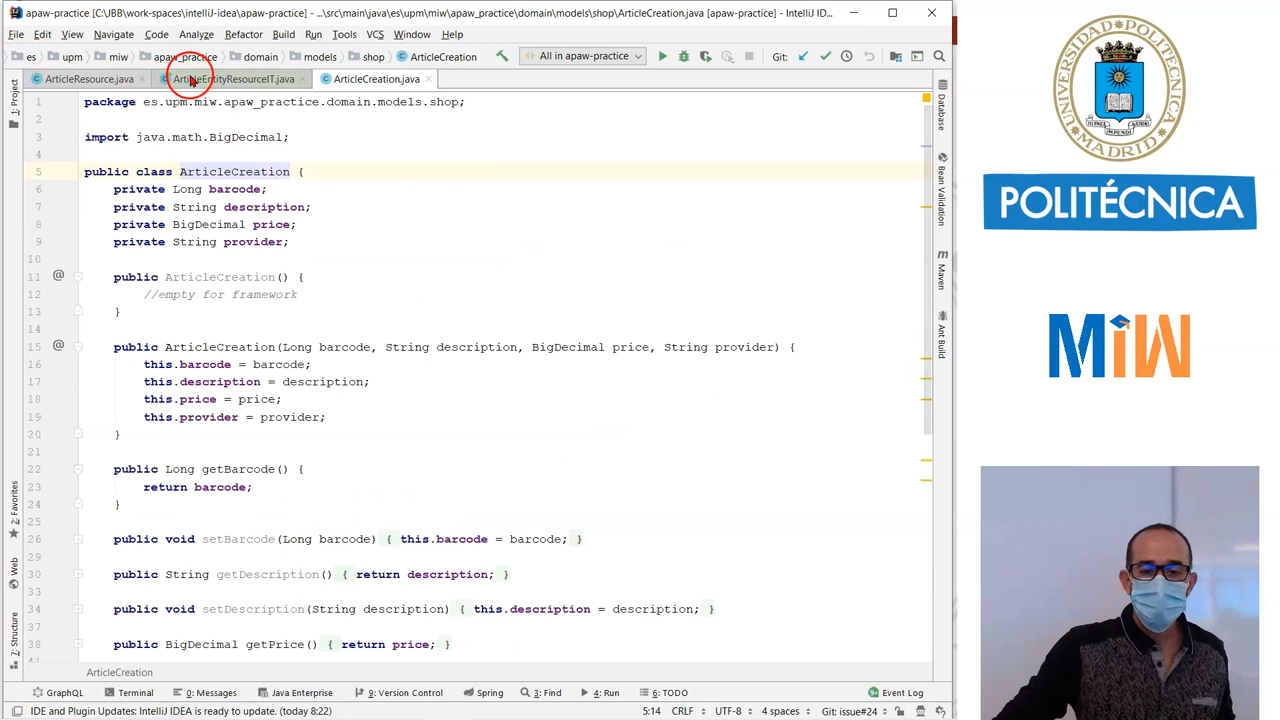 apaw-practice [C:\JBB\work-spaces\intelliJ-idea\apaw-practice] - ...\src\main\java\es\upm\miw\apaw_practice\domain\models\shop\ArticleCreation.java [apaw-practice] - IntelliJ IDE...
File Edit View Navigate Code Analyze Refactor Build Run Tools VCS Window Help
es upm miw apaw_practice domain models shop ArticleCreation All in apaw-practice Git:
ArticleResource.java ArticleEntityResourceIT.java ArticleCreation.java
1 package es.upm.miw.apaw_practice.domain.models.shop;
2
3 import java.math.BigDecimal;
4
5 public class ArticleCreation {
6 private Long barcode;
7 private String description;
8 private BigDecimal price;
9 private String provider;
10
11 @ public ArticleCreation() {
12 //empty for framework
13 }
14
15 @ public ArticleCreation(Long barcode, String description, BigDecimal price, String provider) {
16 this.barcode = barcode;
17 this.description = description;
18 this.price = price;
19 this.provider = provider;
20 }
21
22 public Long getBarcode() {
23 return barcode;
24 }
25
26 public void setBarcode(Long barcode) { this.barcode = barcode; }
29
30 public String getDescription() { return description; }
33
34 public void setDescription(String description) { this.description = description; }
37
38 public BigDecimal getPrice() { return price; }
ArticleCreation
1: Project
2: Favorites
Web
7: Structure
Database
Bean Validation
Maven
Ant Build
GraphQL Terminal 0: Messages Java Enterprise 9: Version Control Spring 3: Find 4: Run 6: TODO Event Log
IDE and Plugin Updates: IntelliJ IDEA is ready to update. (today 8:22) 5:14 CRLF UTF-8 4 spaces Git: issue#24
POLITÉCNICA
MiW